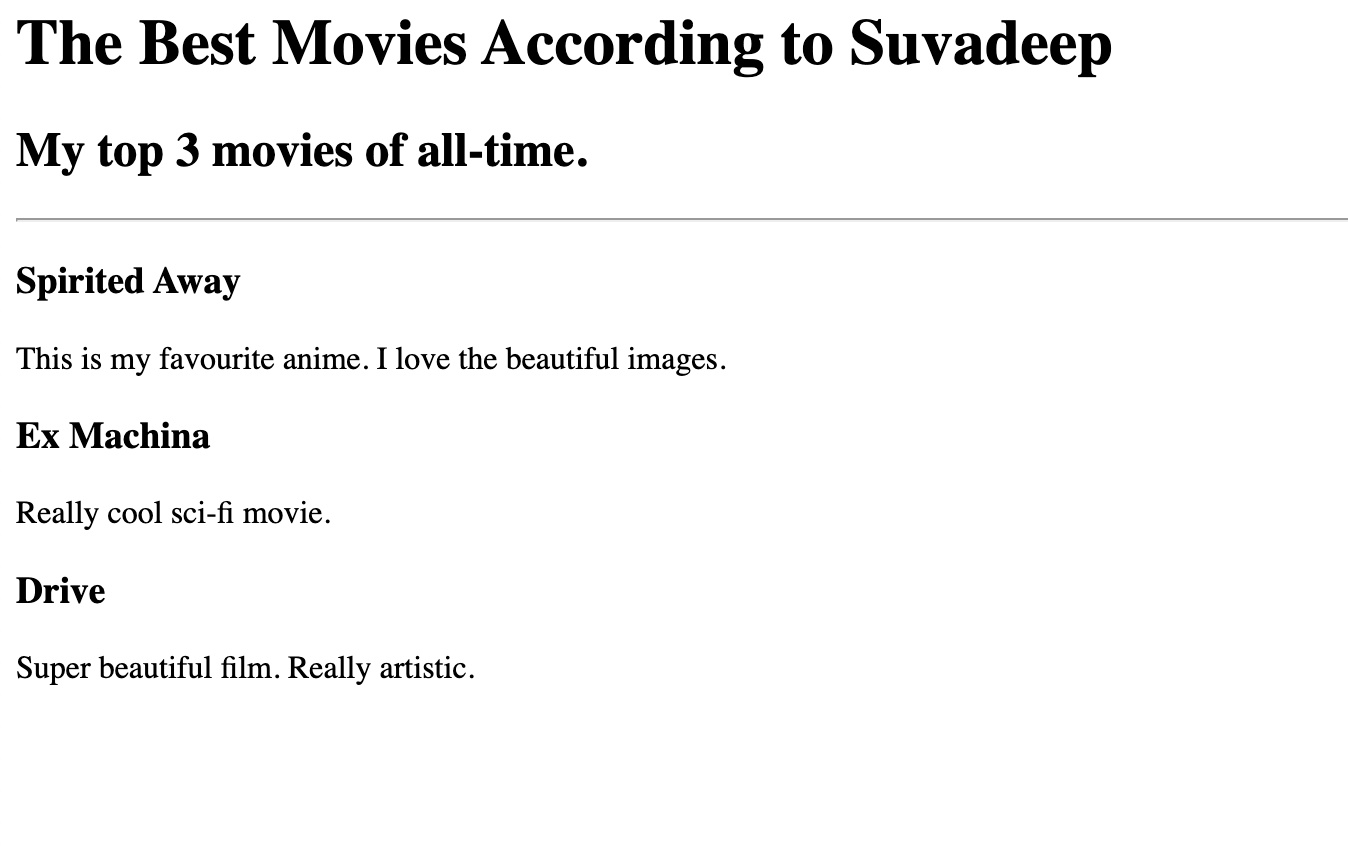 The Best Movies According to Suvadeep
My top 3 movies of all-time.
Spirited Away
This is my favourite anime. I love the beautiful images.
Ex Machina
Really cool sci-fi movie.
Drive
Super beautiful film. Really artistic.